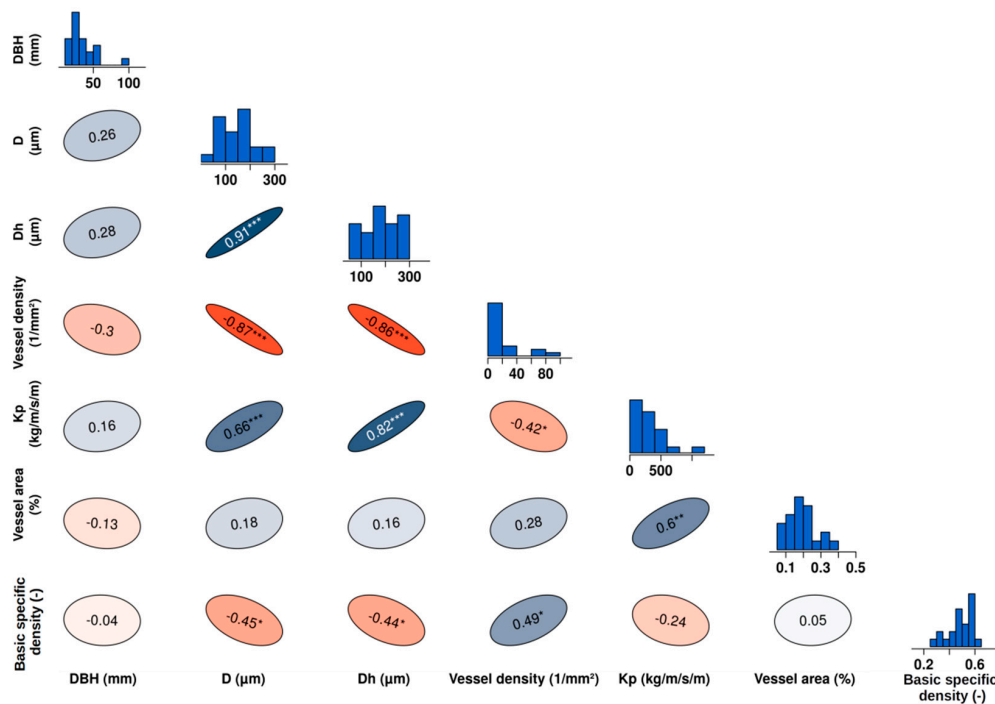 DBH
(mm)
50 100
D
(µm)
0.26
100 300
Dh
(µm)
0.28 0.91***
100 300
Vessel density
(1/mm²)
-0.3 -0.87*** -0.86***
0 40 80
Kp
(kg/m/s/m)
0.16 0.66*** 0.82*** -0.42*
0 500
Vessel area
(%)
-0.13 0.18 0.16 0.28 0.6**
0.1 0.3 0.5
Basic specific
density (-)
-0.04 -0.45* -0.44* 0.49* -0.24 0.05
0.2 0.6
DBH (mm) D (µm) Dh (µm) Vessel density (1/mm²) Kp (kg/m/s/m) Vessel area (%) Basic specific
density (-)